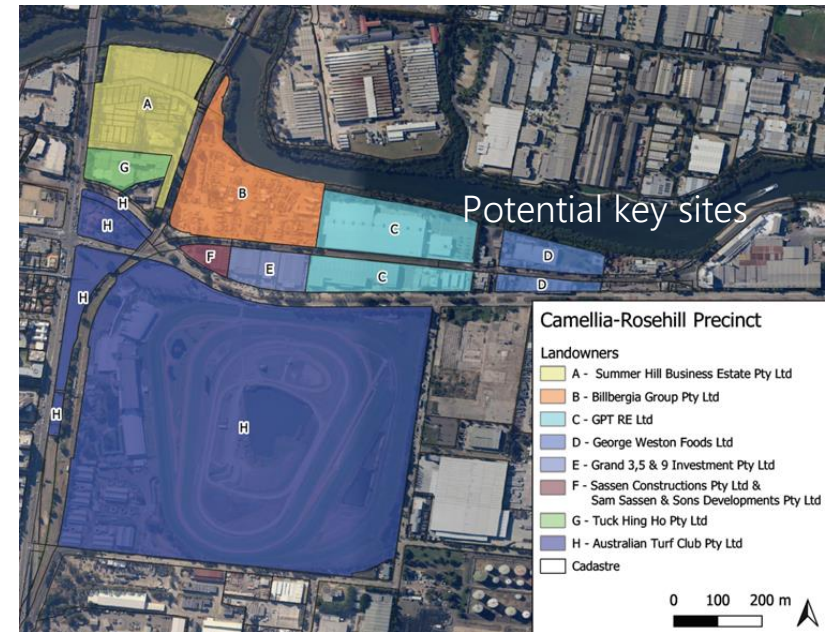 A
G
H
H
B
C
Potential key sites
D
F
E
C
D
H
H
H
Camellia-Rosehill Precinct
Landowners
A - Summer Hill Business Estate Pty Ltd
B - Billbergia Group Pty Ltd
C - GPT RE Ltd
D - George Weston Foods Ltd
E - Grand 3,5 & 9 Investment Pty Ltd
F - Sassen Constructions Pty Ltd &
Sam Sassen & Sons Developments Pty Ltd
G - Tuck Hing Ho Pty Ltd
H - Australian Turf Club Pty Ltd
Cadastre
0 100 200 m